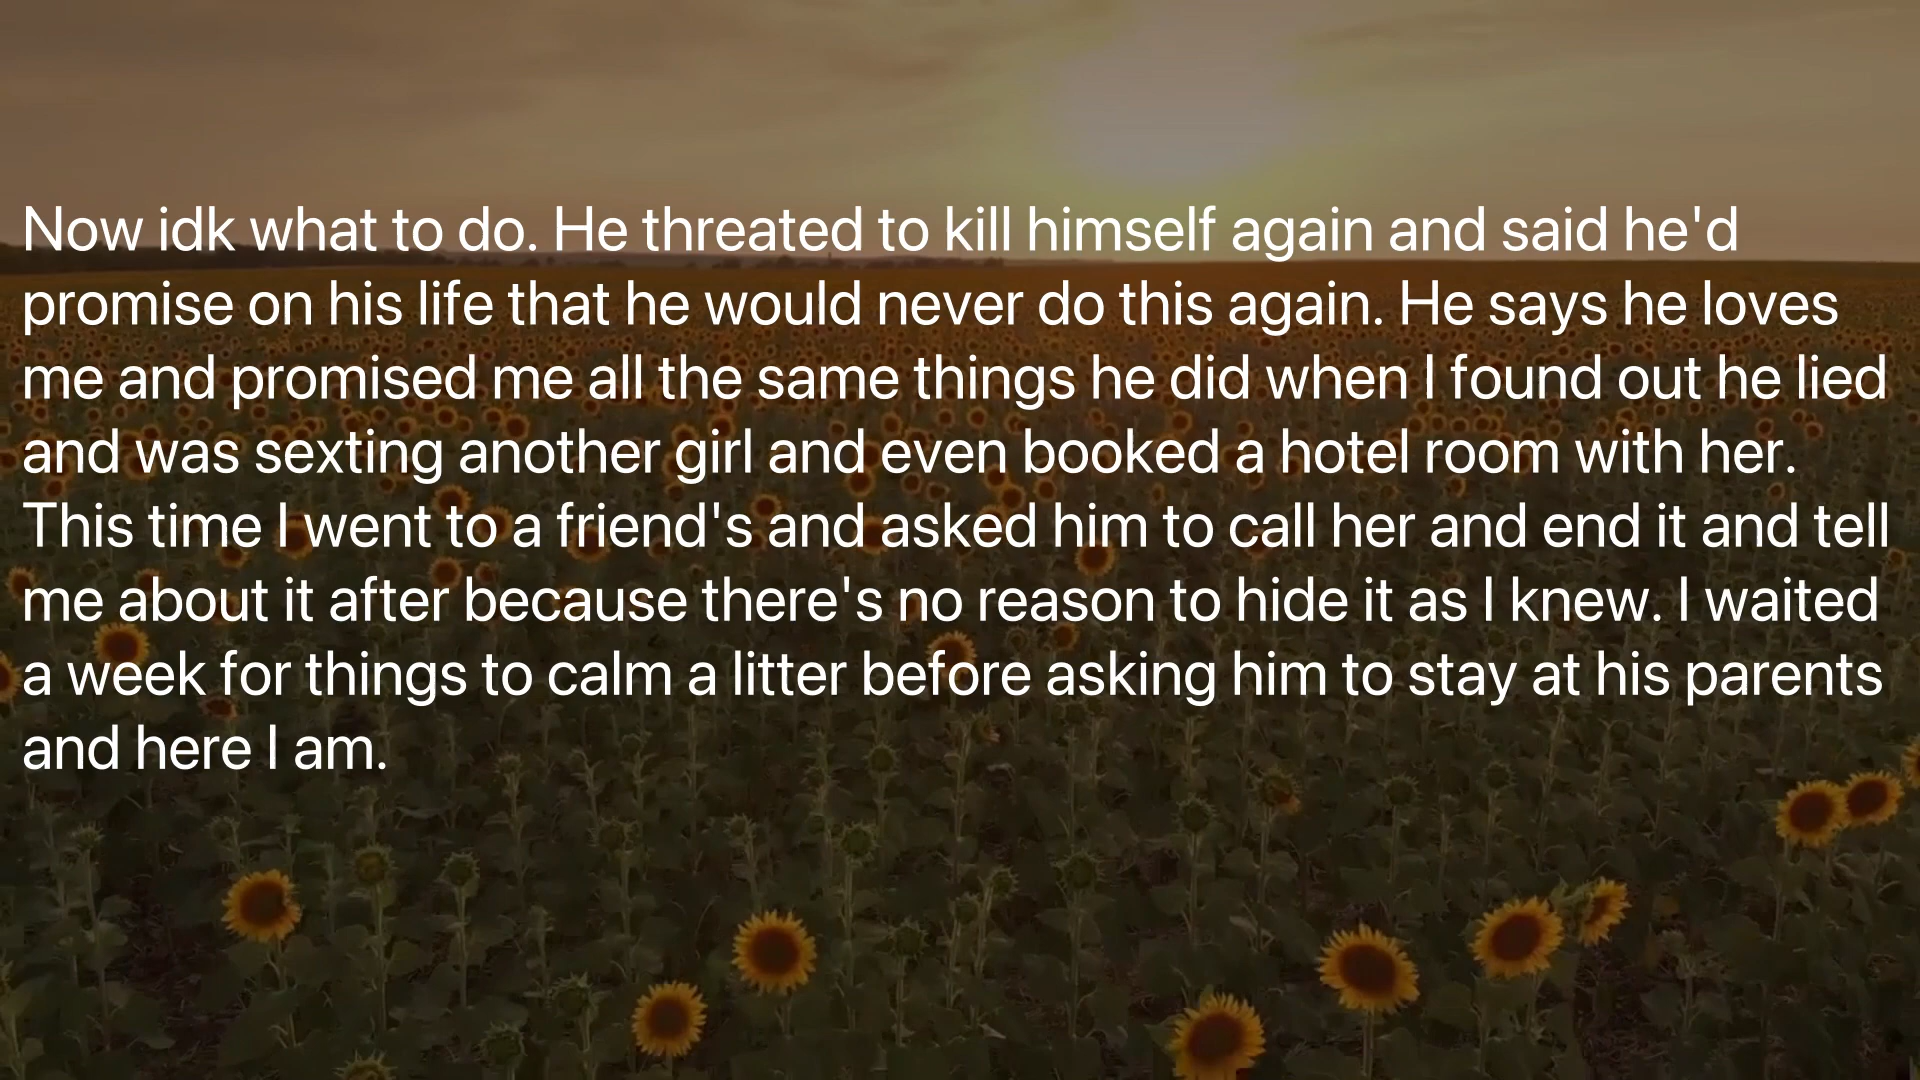 Now idk what to do. He threated to kill himself again and said he'd
promise on his life that he would never do this again. He says he loves
me and promised me all the same things he did when I found out he lied
and was sexting another girl and even booked a hotel room with her.
This time I went to a friend's and asked him to call her and end it and tell
me about it after because there's no reason to hide it as I knew. I waited
a week for things to calm a litter before asking him to stay at his parents
and here I am.